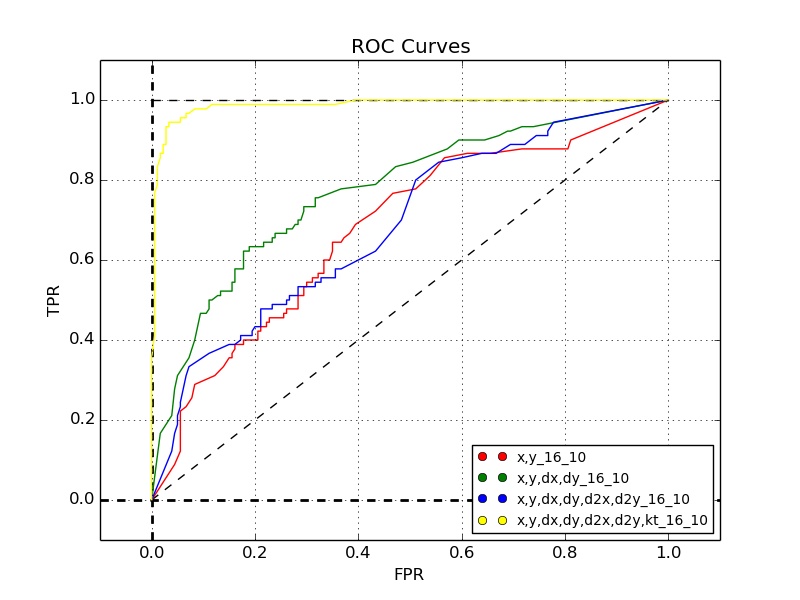 ROC Curves
TPR
1.0
0.8
0.6
0.4
0.2
0.0
x,y_16_10
x,y,dx,dy_16_10
x,y,dx,dy,d2x,d2y_16_10
x,y,dx,dy,d2x,d2y,kt_16_10
0.0 0.2 0.4 0.6 0.8 1.0
FPR